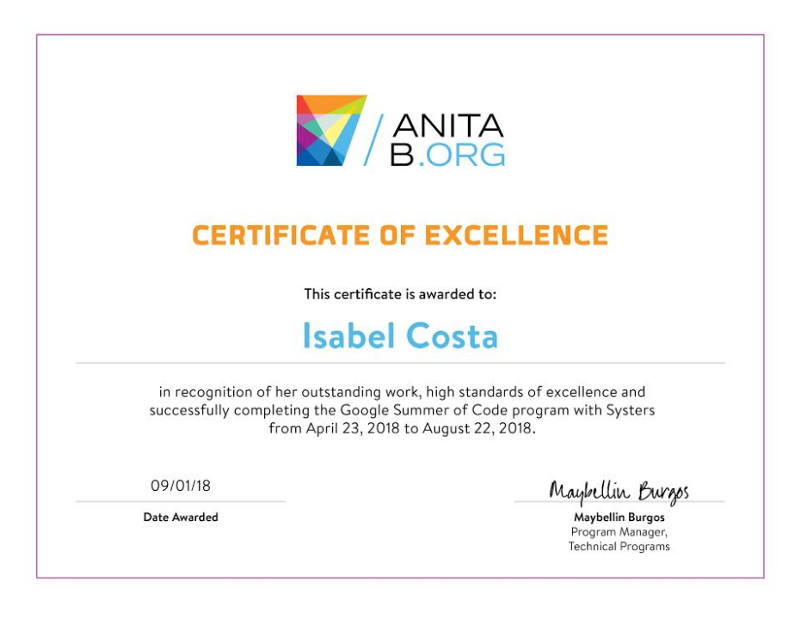 ANITA
B.ORG
CERTIFICATE OF EXCELLENCE
This certificate is awarded to:
Isabel Costa
in recognition of her outstanding work, high standards of excellence and
successfully completing the Google Summer of Code program with Systers
from April 23, 2018 to August 22, 2018.
09/01/18
Date Awarded
Maybellin Burgos
Maybellin Burgos
Program Manager,
Technical Programs